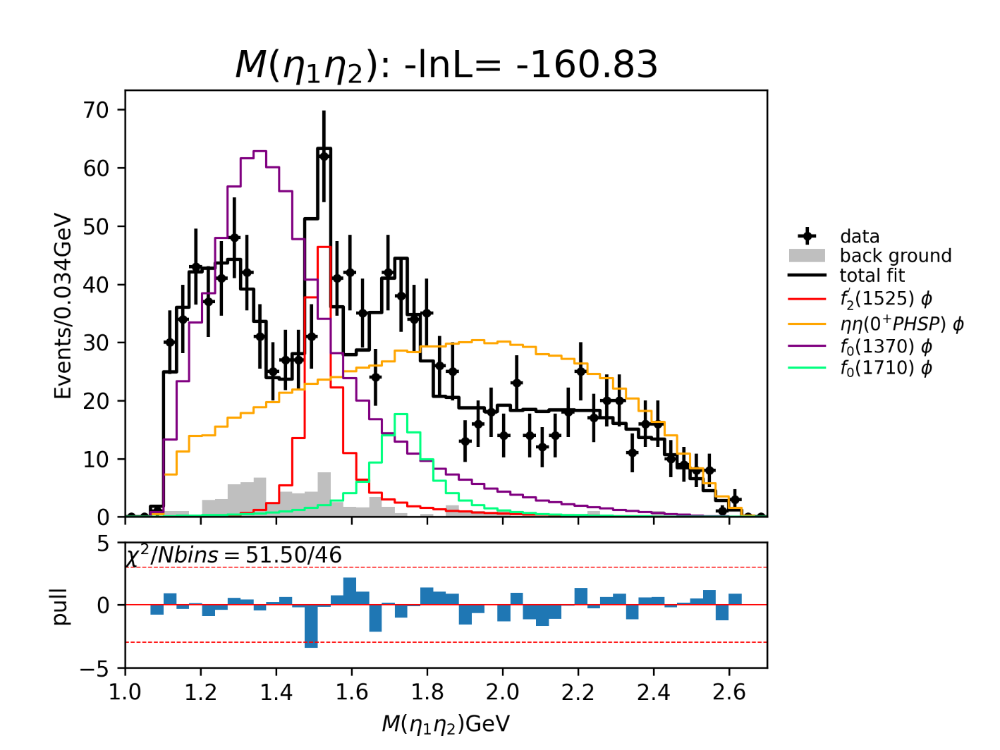 M(η₁η₂): -lnL= -160.83
70
60
50
40
30
20
10
0
Events/0.034GeV
data
back ground
total fit
f₂′(1525) ϕ
ηη(0⁺PHSP) ϕ
f₀(1370) ϕ
f₀(1710) ϕ
χ²/Nbins = 51.50/46
5
0
−5
pull
1.0 1.2 1.4 1.6 1.8 2.0 2.2 2.4 2.6
M(η₁η₂)GeV